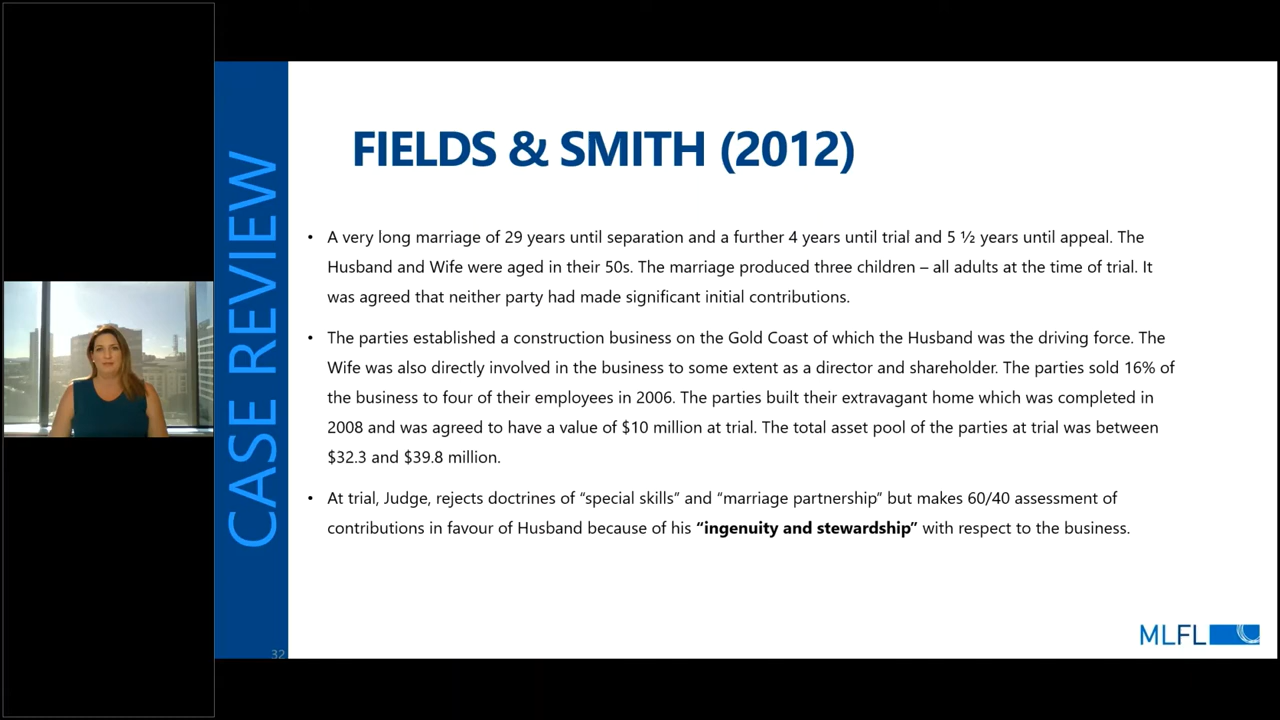 CASE REVIEW
FIELDS & SMITH (2012)
• A very long marriage of 29 years until separation and a further 4 years until trial and 5 ½ years until appeal. The
Husband and Wife were aged in their 50s. The marriage produced three children – all adults at the time of trial. It
was agreed that neither party had made significant initial contributions.
• The parties established a construction business on the Gold Coast of which the Husband was the driving force. The
Wife was also directly involved in the business to some extent as a director and shareholder. The parties sold 16% of
the business to four of their employees in 2006. The parties built their extravagant home which was completed in
2008 and was agreed to have a value of $10 million at trial. The total asset pool of the parties at trial was between
$32.3 and $39.8 million.
• At trial, Judge, rejects doctrines of “special skills” and “marriage partnership” but makes 60/40 assessment of
contributions in favour of Husband because of his “ingenuity and stewardship” with respect to the business.
MLFL
32